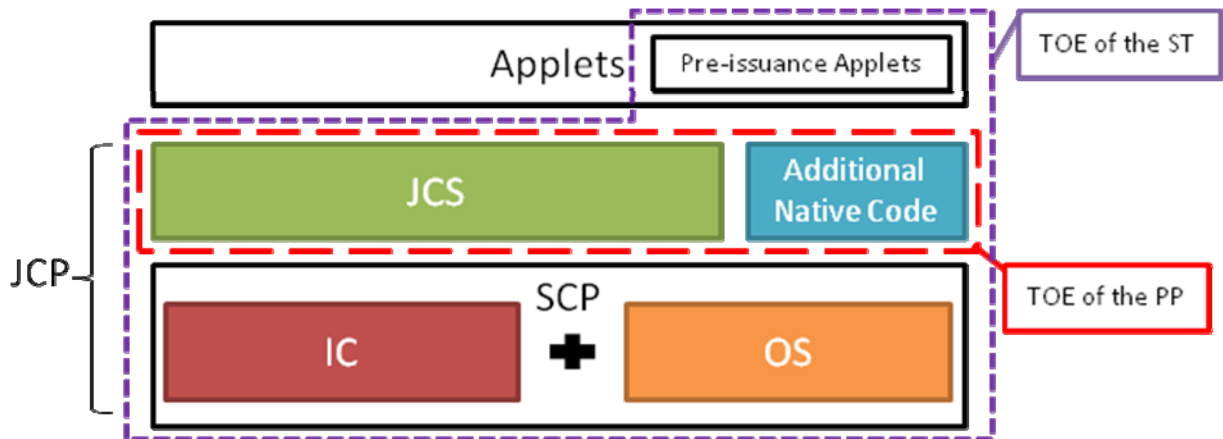 TOE of the ST
Applets
Pre-issuance Applets
JCS
Additional
Native Code
JCP
SCP
TOE of the PP
IC
OS